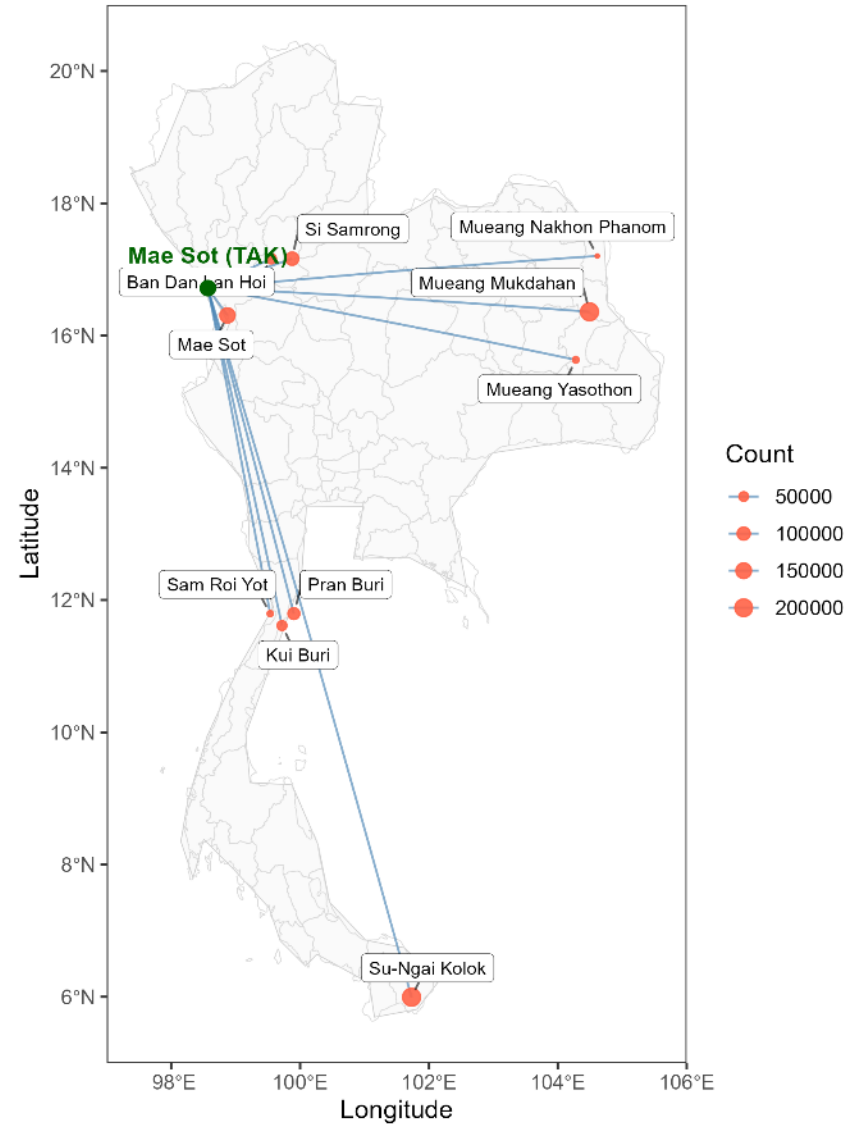 20°N
18°N
16°N
14°N
12°N
10°N
8°N
6°N
Latitude
Si Samrong
Mueang Nakhon Phanom
Mae Sot (TAK)
Ban Dan Lan Hoi
Mueang Mukdahan
Mae Sot
Mueang Yasothon
Sam Roi Yot
Pran Buri
Kui Buri
Su-Ngai Kolok
98°E
100°E
102°E
104°E
106°E
Longitude
Count
50000
100000
150000
200000